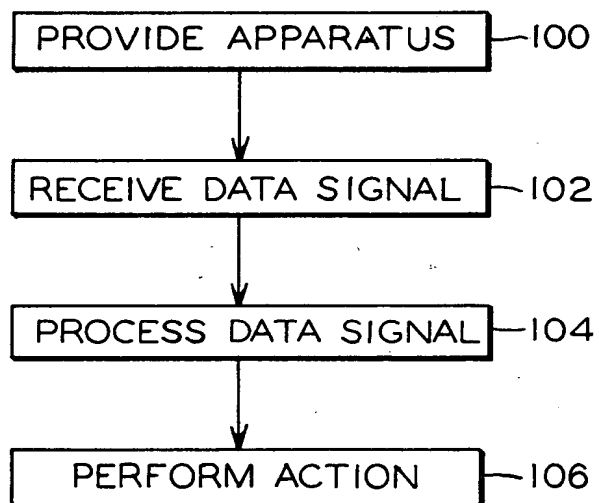 PROVIDE APPARATUS 100
RECEIVE DATA SIGNAL 102
PROCESS DATA SIGNAL 104
PERFORM ACTION 106